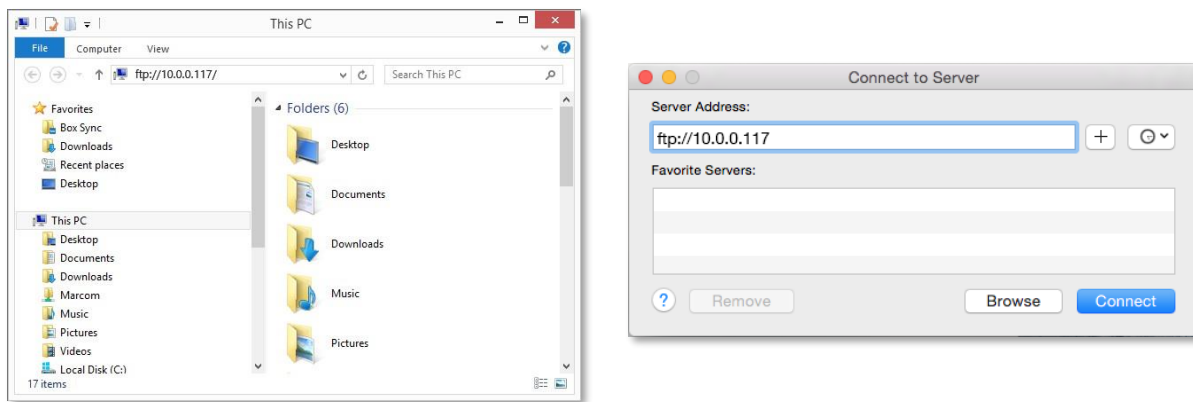 This PC
File Computer View
ftp://10.0.0.117/
Search This PC
Favorites
Box Sync
Downloads
Recent places
Desktop
This PC
Desktop
Documents
Downloads
Marcom
Music
Pictures
Videos
Local Disk (C:)
17 items
Folders (6)
Desktop
Documents
Downloads
Music
Pictures
Connect to Server
Server Address:
ftp://10.0.0.117
Favorite Servers:
? Remove Browse Connect